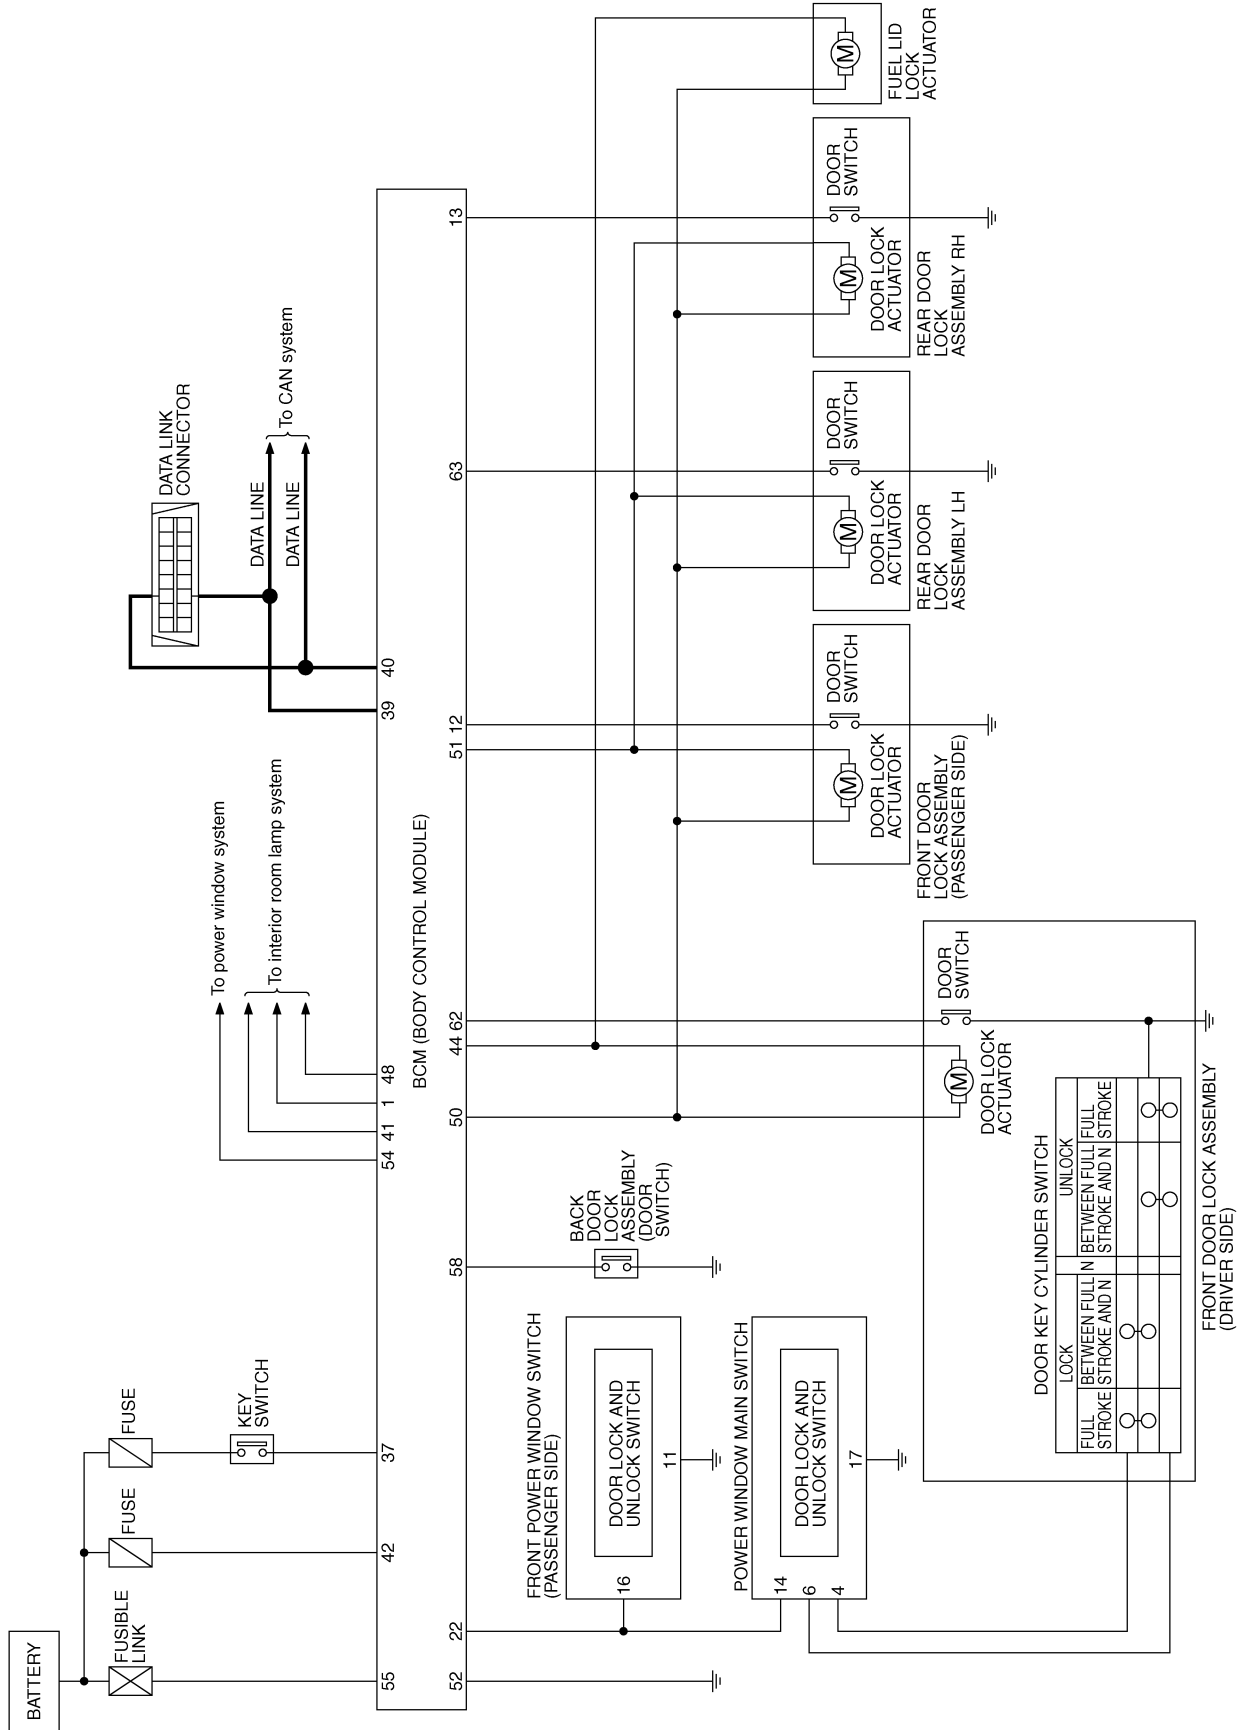 BATTERY
FUSIBLE
LINK
FUSE
FUSE
KEY
SWITCH
55
42
37
54
41
1
48
39
40
To power window system
To interior room lamp system
DATA LINK
CONNECTOR
DATA LINE
DATA LINE
To CAN system
BCM (BODY CONTROL MODULE)
52
22
58
50
44
62
51
12
63
13
FRONT POWER WINDOW SWITCH
(PASSENGER SIDE)
16
DOOR LOCK AND
UNLOCK SWITCH
11
POWER WINDOW MAIN SWITCH
14
6
4
DOOR LOCK AND
UNLOCK SWITCH
17
BACK
DOOR
LOCK
ASSEMBLY
(DOOR
SWITCH)
M
DOOR LOCK
ACTUATOR
DOOR
SWITCH
DOOR KEY CYLINDER SWITCH
LOCK
N
UNLOCK
FULL
STROKE
BETWEEN FULL
STROKE AND N
BETWEEN FULL
STROKE AND N
FULL
STROKE
FRONT DOOR LOCK ASSEMBLY
(DRIVER SIDE)
M
DOOR LOCK
ACTUATOR
DOOR
SWITCH
FRONT DOOR
LOCK ASSEMBLY
(PASSENGER SIDE)
M
DOOR LOCK
ACTUATOR
DOOR
SWITCH
REAR DOOR
LOCK
ASSEMBLY LH
M
DOOR LOCK
ACTUATOR
DOOR
SWITCH
REAR DOOR
LOCK
ASSEMBLY RH
M
FUEL LID
LOCK
ACTUATOR